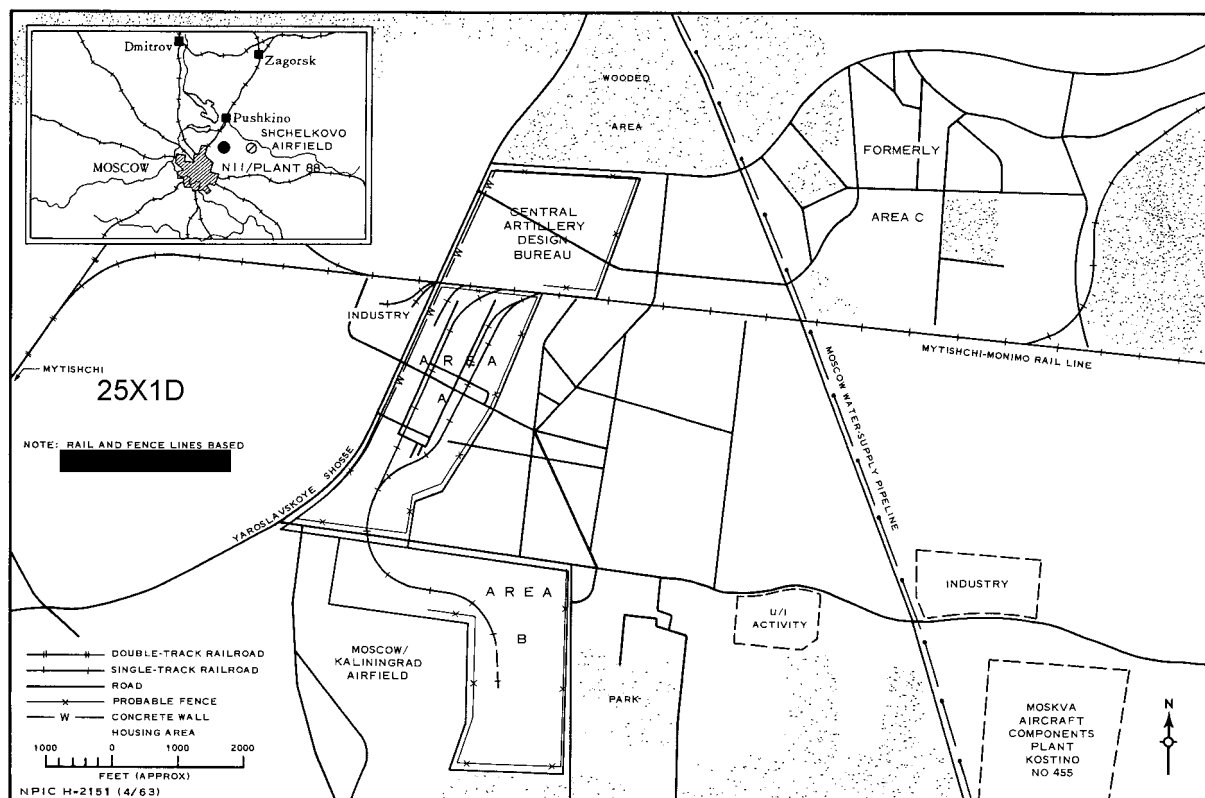 Dmitrov
Zagorsk
Pushkino
SHCHELKOVO
AIRFIELD
MOSCOW
NII/PLANT 88
WOODED
AREA
FORMERLY
AREA C
CENTRAL
ARTILLERY
DESIGN
BUREAU
W
W
INDUSTRY
W
AREA
A
W
MYTISHCHI-MONIMO RAIL LINE
MYTISHCHI
25X1D
NOTE: RAIL AND FENCE LINES BASED
YAROSLAVSKOYE SHOSSE
MOSCOW WATER-SUPPLY PIPELINE
AREA
B
INDUSTRY
U/I
ACTIVITY
MOSCOW/
KALININGRAD
AIRFIELD
PARK
MOSKVA
AIRCRAFT
COMPONENTS
PLANT
KOSTINO
NO 455
N
DOUBLE-TRACK RAILROAD
SINGLE-TRACK RAILROAD
ROAD
PROBABLE FENCE
W CONCRETE WALL
HOUSING AREA
1000 0 1000 2000
FEET (APPROX)
NPIC H-2151 (4/63)